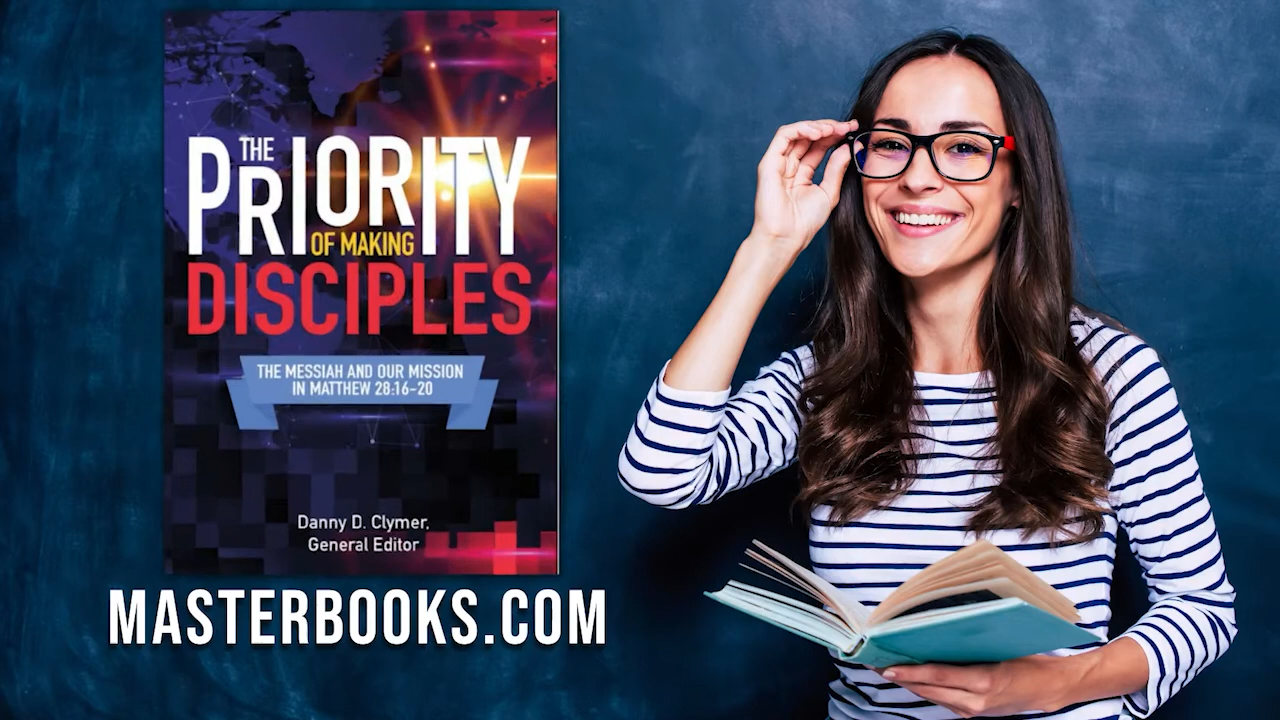 THE
PRIORITY
OF MAKING
DISCIPLES
THE MESSIAH AND OUR MISSION
IN MATTHEW 28:16-20
Danny D. Clymer,
General Editor
MASTERBOOKS.COM